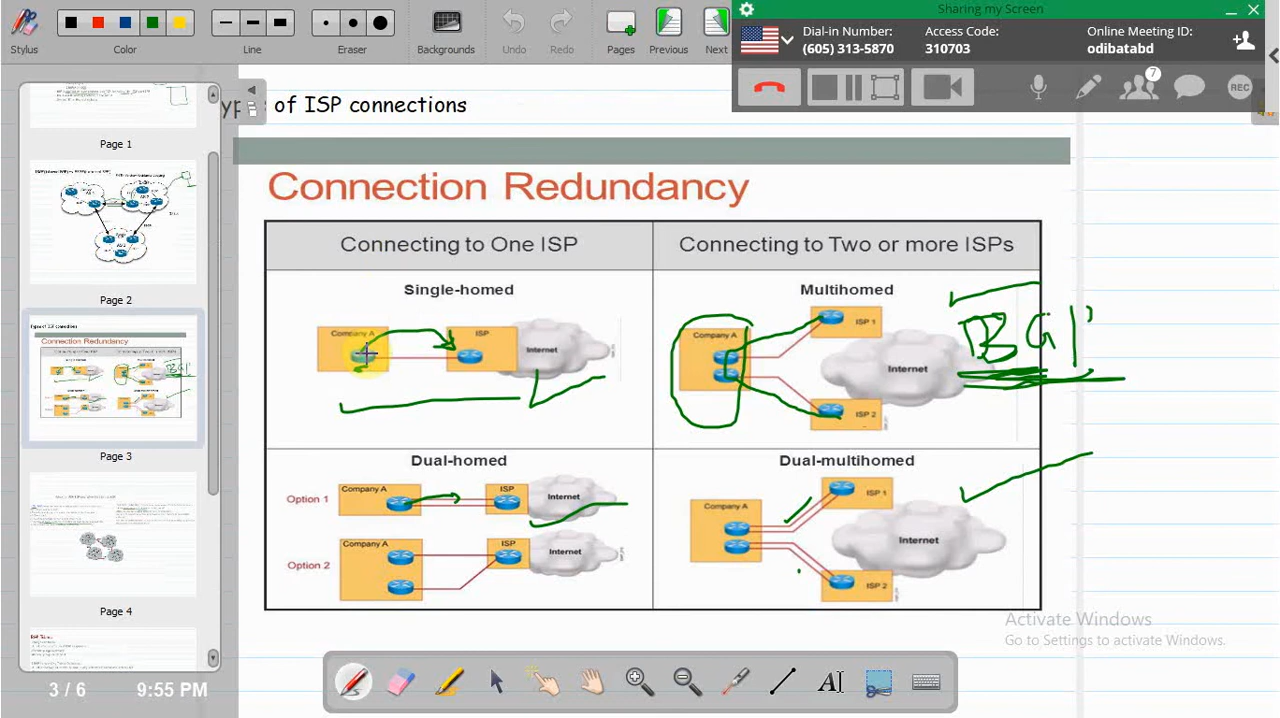 Stylus
Color
Line
Eraser
Backgrounds
Undo
Redo
Pages
Previous
Next
Sharing my Screen
Dial-in Number:
(605) 313-5870
Access Code:
310703
Online Meeting ID:
odibatabd
7
REC
of ISP connections
Connection Redundancy
Connecting to One ISP
Connecting to Two or more ISPs
Single-homed
Company A
ISP
Internet
Multihomed
Company A
ISP 1
Internet
ISP 2
BGP
Dual-homed
Option 1
Company A
ISP
Internet
Option 2
Company A
ISP
Internet
Dual-multihomed
Company A
ISP 1
Internet
ISP 2
Page 1
Page 2
Page 3
Page 4
3 / 6
9:55 PM
Activate Windows
Go to Settings to activate Windows.